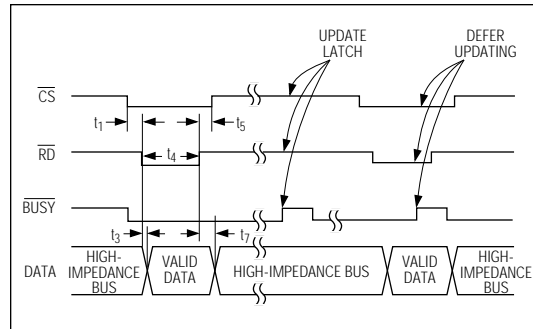 UPDATE
LATCH
DEFER
UPDATING
CS
t1
t5
t4
RD
BUSY
t3
t7
DATA
HIGH-
IMPEDANCE
BUS
VALID
DATA
HIGH-IMPEDANCE BUS
VALID
DATA
HIGH-
IMPEDANCE
BUS